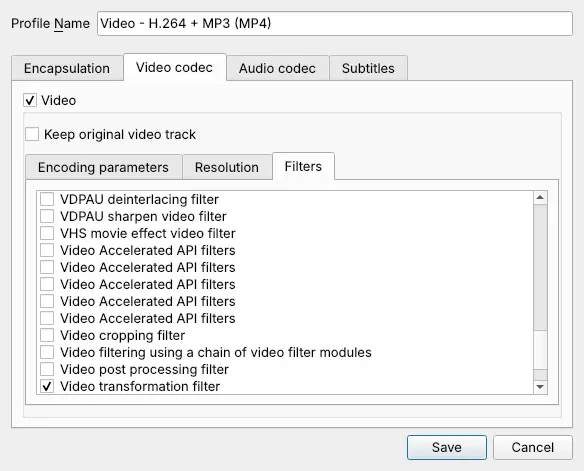 Profile Name Video - H.264 + MP3 (MP4)
Encapsulation Video codec Audio codec Subtitles
Video
Keep original video track
Encoding parameters Resolution Filters
VDPAU deinterlacing filter
VDPAU sharpen video filter
VHS movie effect video filter
Video Accelerated API filters
Video Accelerated API filters
Video Accelerated API filters
Video Accelerated API filters
Video Accelerated API filters
Video cropping filter
Video filtering using a chain of video filter modules
Video post processing filter
Video transformation filter
Save Cancel